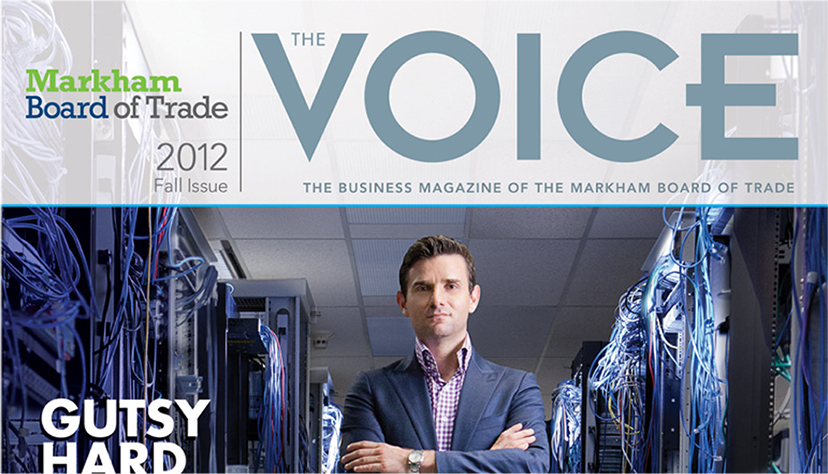 THE
VOICE
Markham
Board of Trade
2012
Fall Issue
THE BUSINESS MAGAZINE OF THE MARKHAM BOARD OF TRADE
GUTSY
HARD